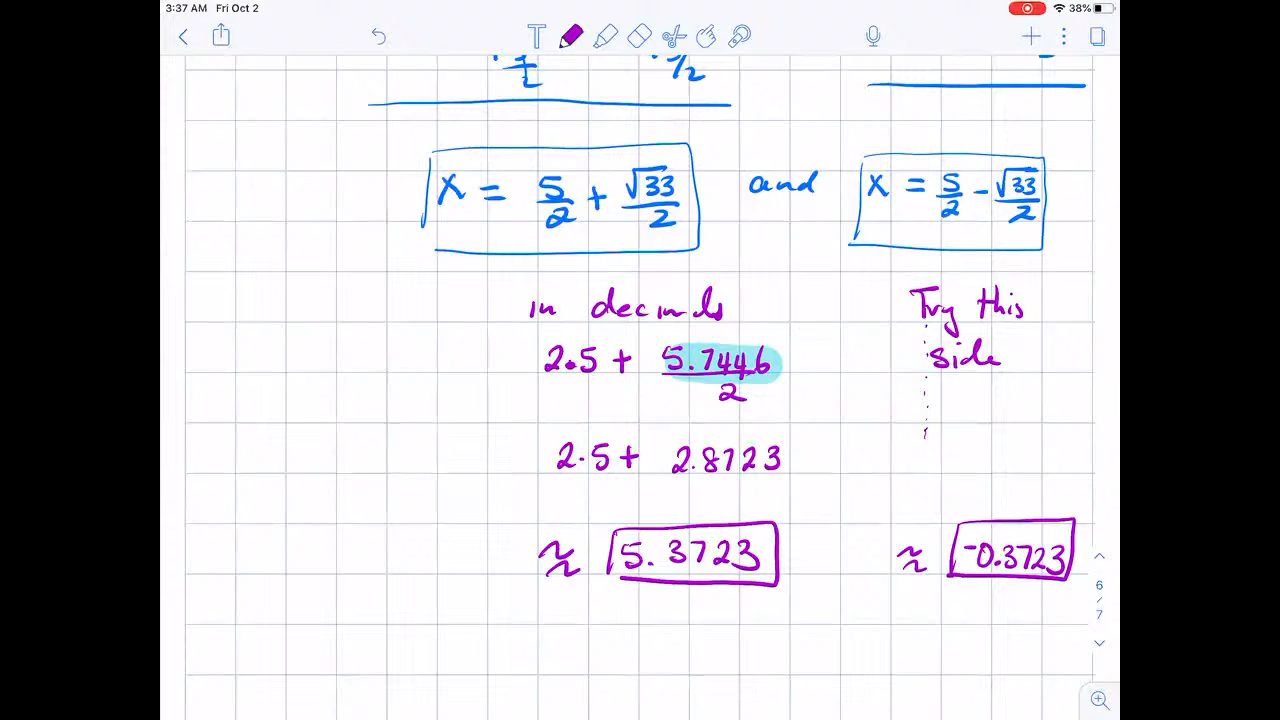 3:37 AM Fri Oct 2
38%
T
x = 5/2 + √33/2 and x = 5/2 - √33/2
in decimals
2.5 + 5.7446/2
2.5 + 2.8723
≈ 5.3723
Try this
side
≈ -0.3723
6
/
7